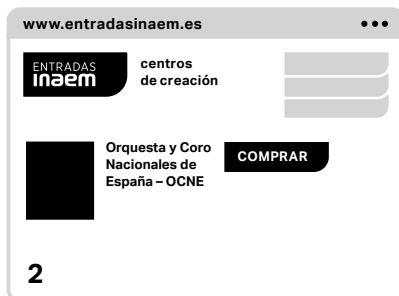 www.entradasinaem.es
ENTRADAS
inaem
centros
de creación
Orquesta y Coro
Nacionales de
España – OCNE
COMPRAR
2